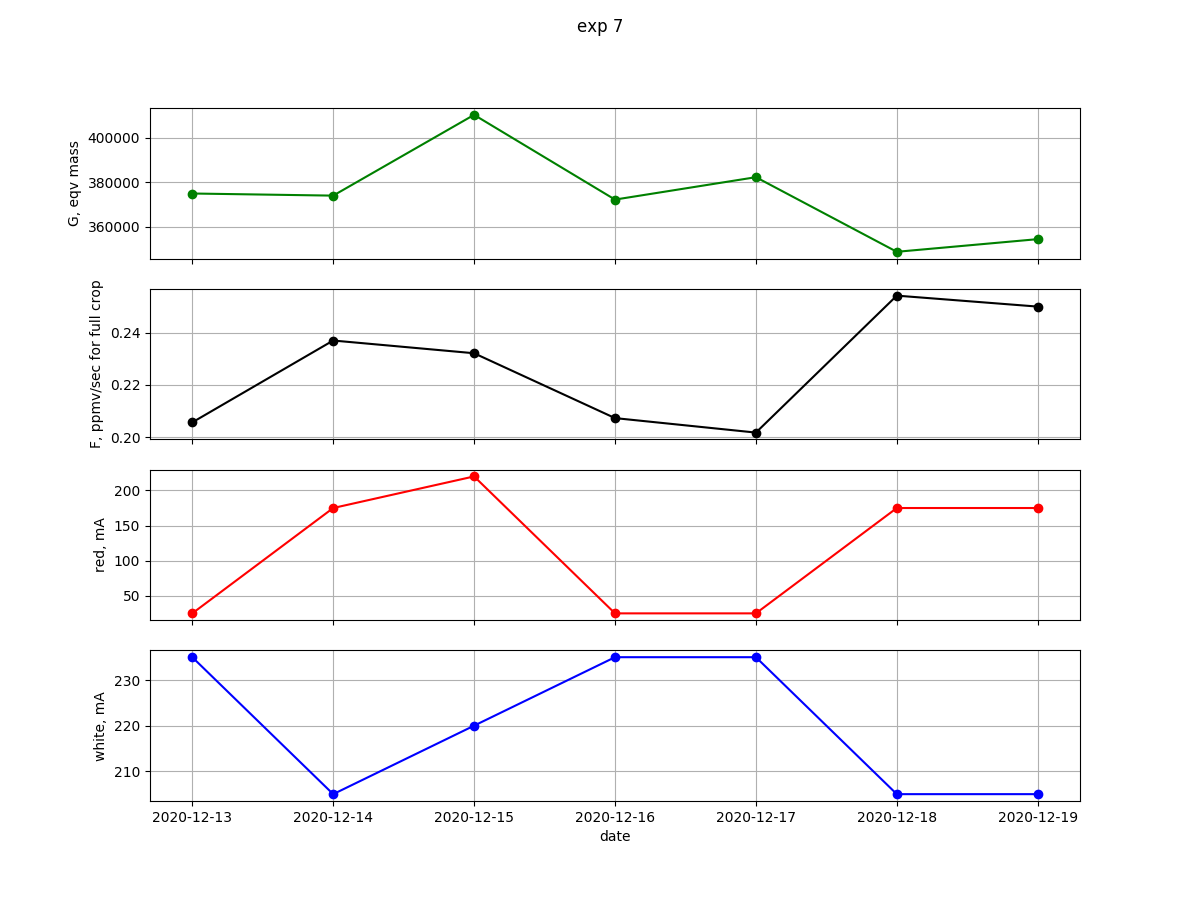 exp 7
G, eqv mass
400000
380000
360000
F, ppmv/sec for full crop
0.24
0.22
0.20
red, mA
200
150
100
50
white, mA
230
220
210
2020-12-13 2020-12-14 2020-12-15 2020-12-16 2020-12-17 2020-12-18 2020-12-19
date